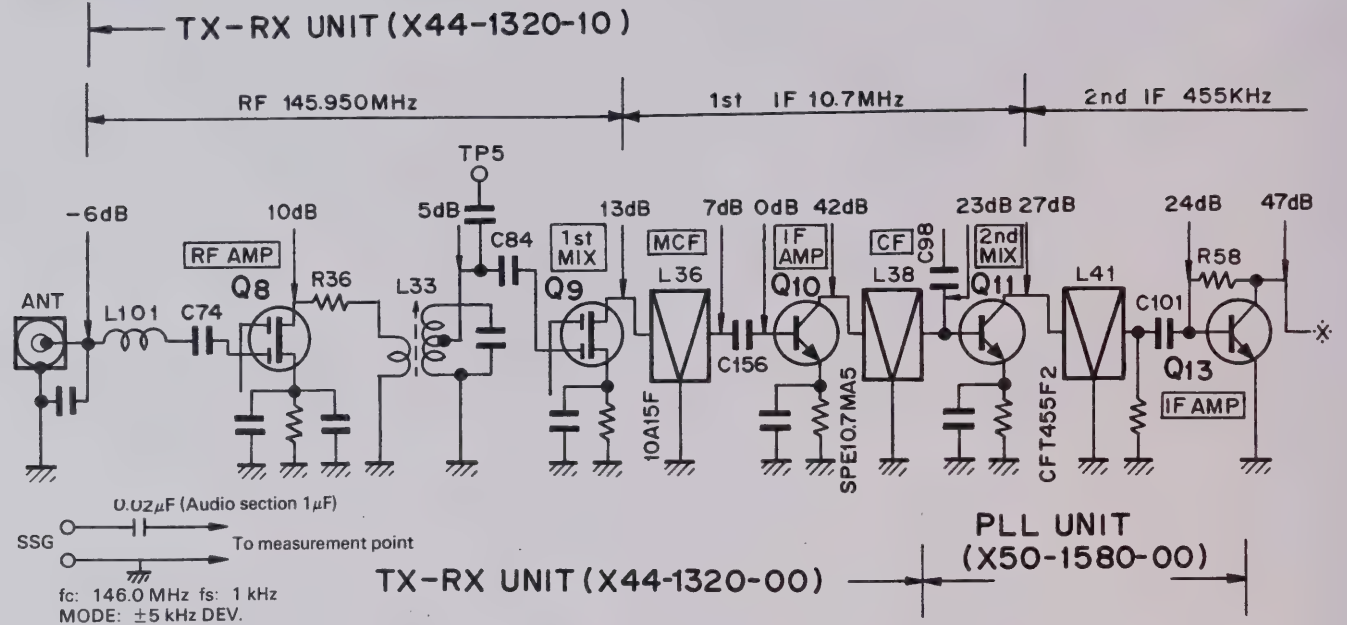 TX-RX UNIT (X44-1320-10)
RF 145.950MHz
1st IF 10.7MHz
2nd IF 455KHz
TP5
-6dB
10dB
5dB
13dB
7dB
0dB
42dB
23dB
27dB
24dB
47dB
RF AMP
C84
1st MIX
MCF
IF AMP
CF
C98
2nd MIX
R58
ANT
L101
C74
Q8
R36
L33
Q9
L36
Q10
L38
Q11
L41
C101
C156
Q13
IF AMP
10A15F
SPE10.7MA5
CFT455F2
0.02μF (Audio section 1μF)
SSG
To measurement point
fc: 146.0 MHz fs: 1 kHz
MODE: ±5 kHz DEV.
TX-RX UNIT (X44-1320-00)
PLL UNIT
(X50-1580-00)